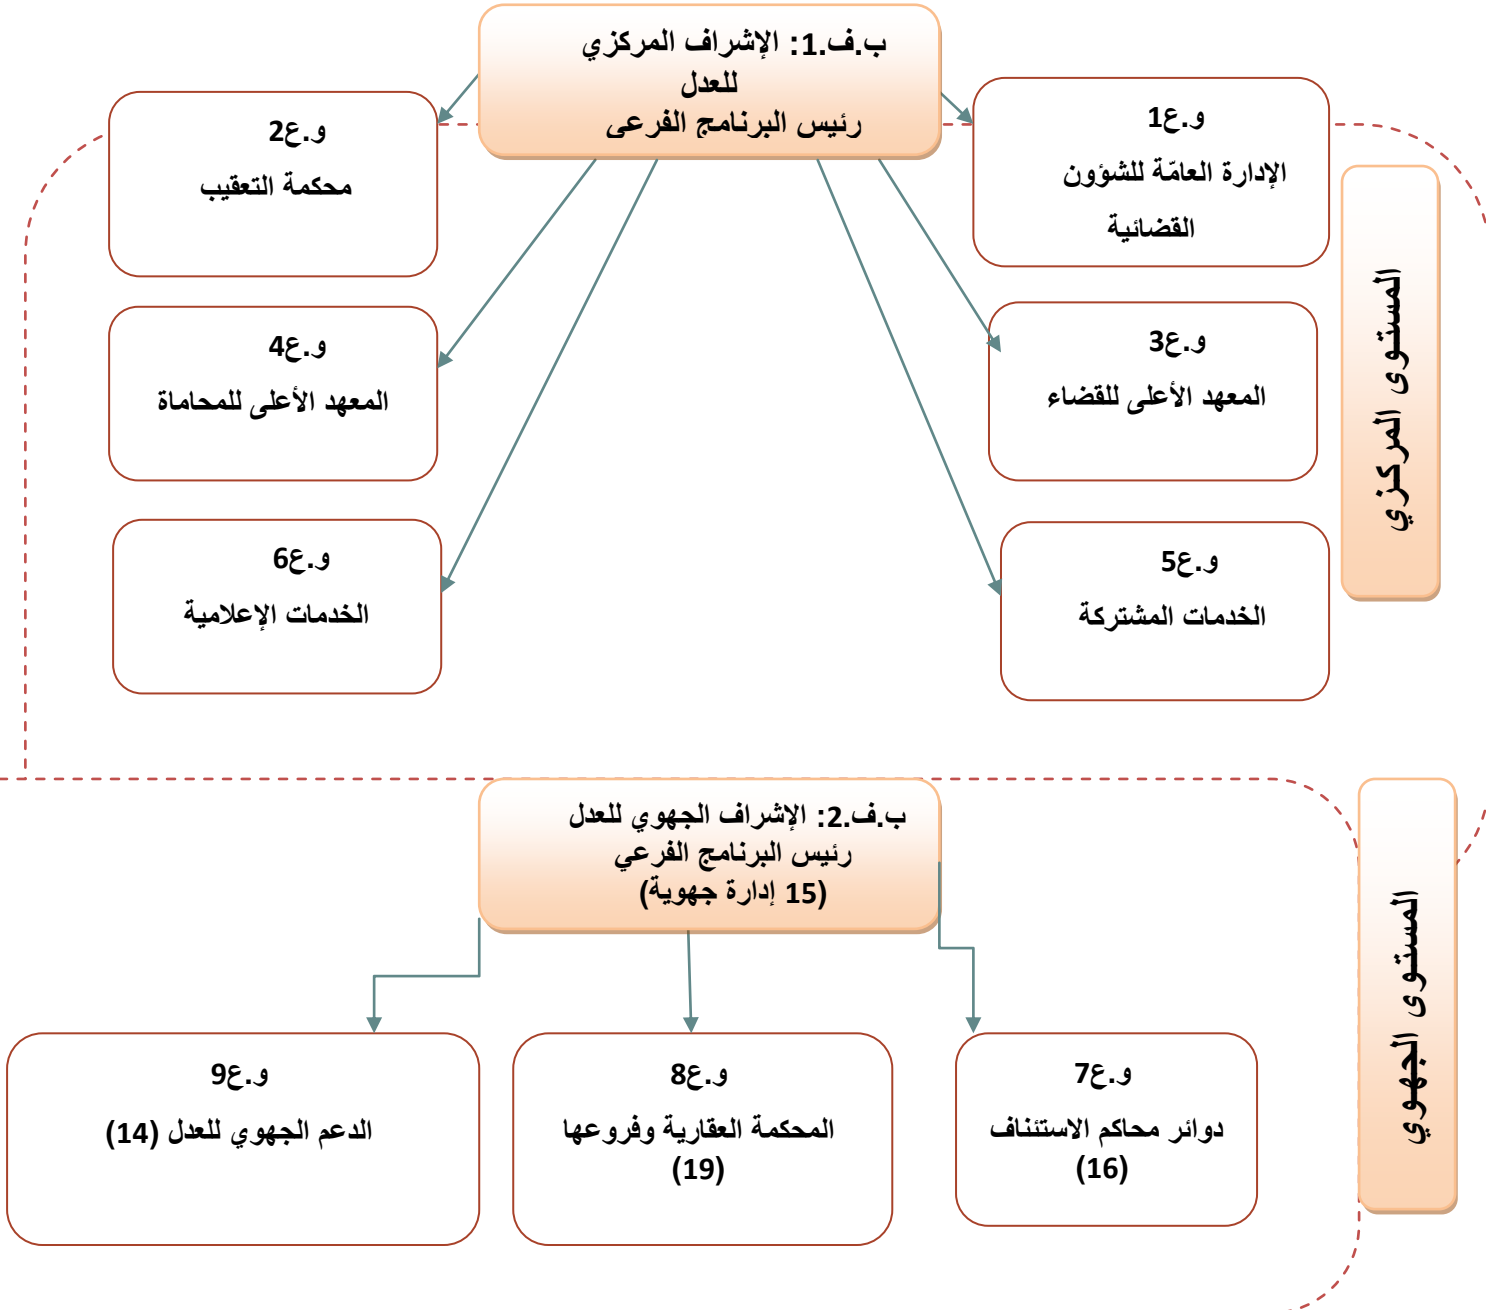 ب.ف.1: الإشراف المركزي
للعدل
رئيس البرنامج الفرعي
و.ع1
الإدارة العامّة للشؤون
القضائية
و.ع2
محكمة التعقيب
و.ع3
المعهد الأعلى للقضاء
و.ع4
المعهد الأعلى للمحاماة
و.ع5
الخدمات المشتركة
و.ع6
الخدمات الإعلامية
المستوى المركزي
ب.ف.2: الإشراف الجهوي للعدل
رئيس البرنامج الفرعي
(15 إدارة جهوية)
و.ع7
دوائر محاكم الاستئناف
(16)
و.ع8
المحكمة العقارية وفروعها
(19)
و.ع9
الدعم الجهوي للعدل (14)
المستوى الجهوي